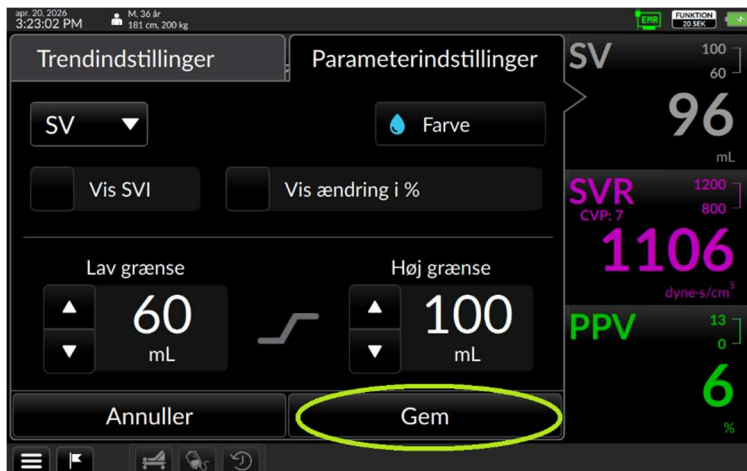 apr. 20, 2026
3:23:02 PM
M, 36 år
181 cm, 200 kg
EMR
FUNKTION
20 SEK
Trendindstillinger
Parameterindstillinger
SV
Farve
Vis SVI
Vis ændring i %
Lav grænse
Høj grænse
60
mL
100
mL
Annuller
Gem
SV
100
60
96
mL
SVR
CVP: 7
1200
800
1106
dyne·s/cm⁵
PPV
13
0
6
%